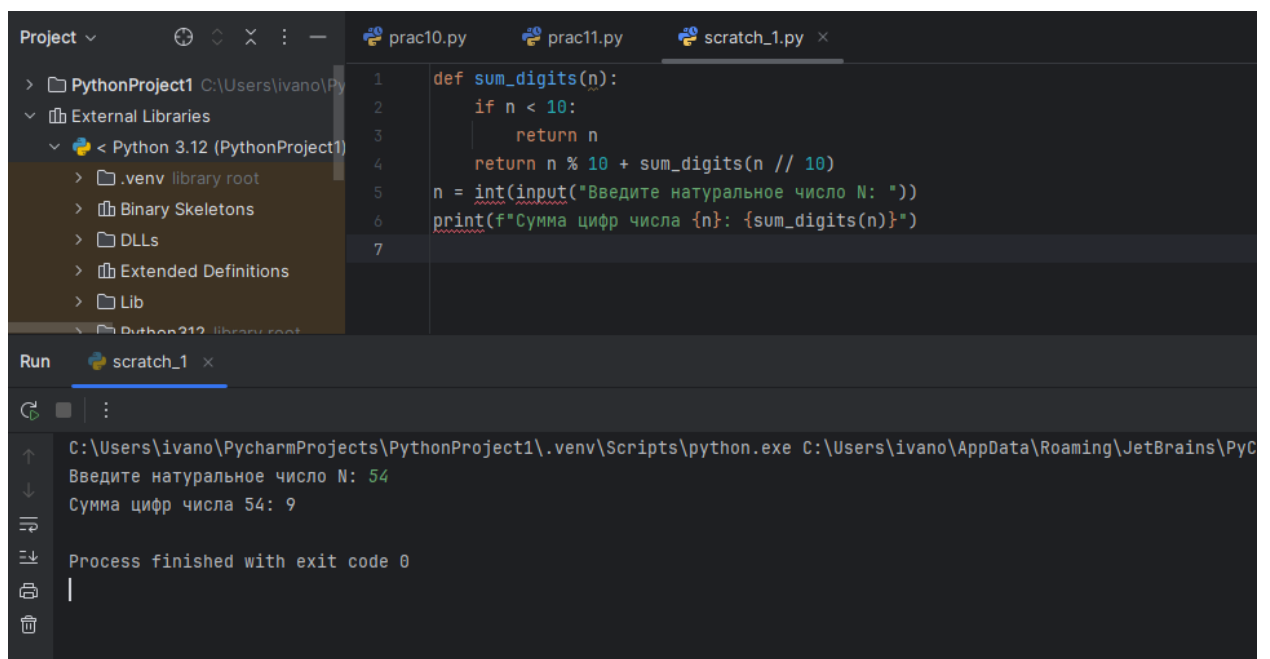 Project
prac10.py
prac11.py
scratch_1.py
PythonProject1 C:\Users\ivano\Py
External Libraries
< Python 3.12 (PythonProject1)
.venv library root
Binary Skeletons
DLLs
Extended Definitions
Lib
Python312 library root
1 def sum_digits(n):
2 if n < 10:
3 return n
4 return n % 10 + sum_digits(n // 10)
5 n = int(input("Введите натуральное число N: "))
6 print(f"Сумма цифр числа {n}: {sum_digits(n)}")
7
Run
scratch_1
C:\Users\ivano\PycharmProjects\PythonProject1\.venv\Scripts\python.exe C:\Users\ivano\AppData\Roaming\JetBrains\PyC
Введите натуральное число N: 54
Сумма цифр числа 54: 9
Process finished with exit code 0